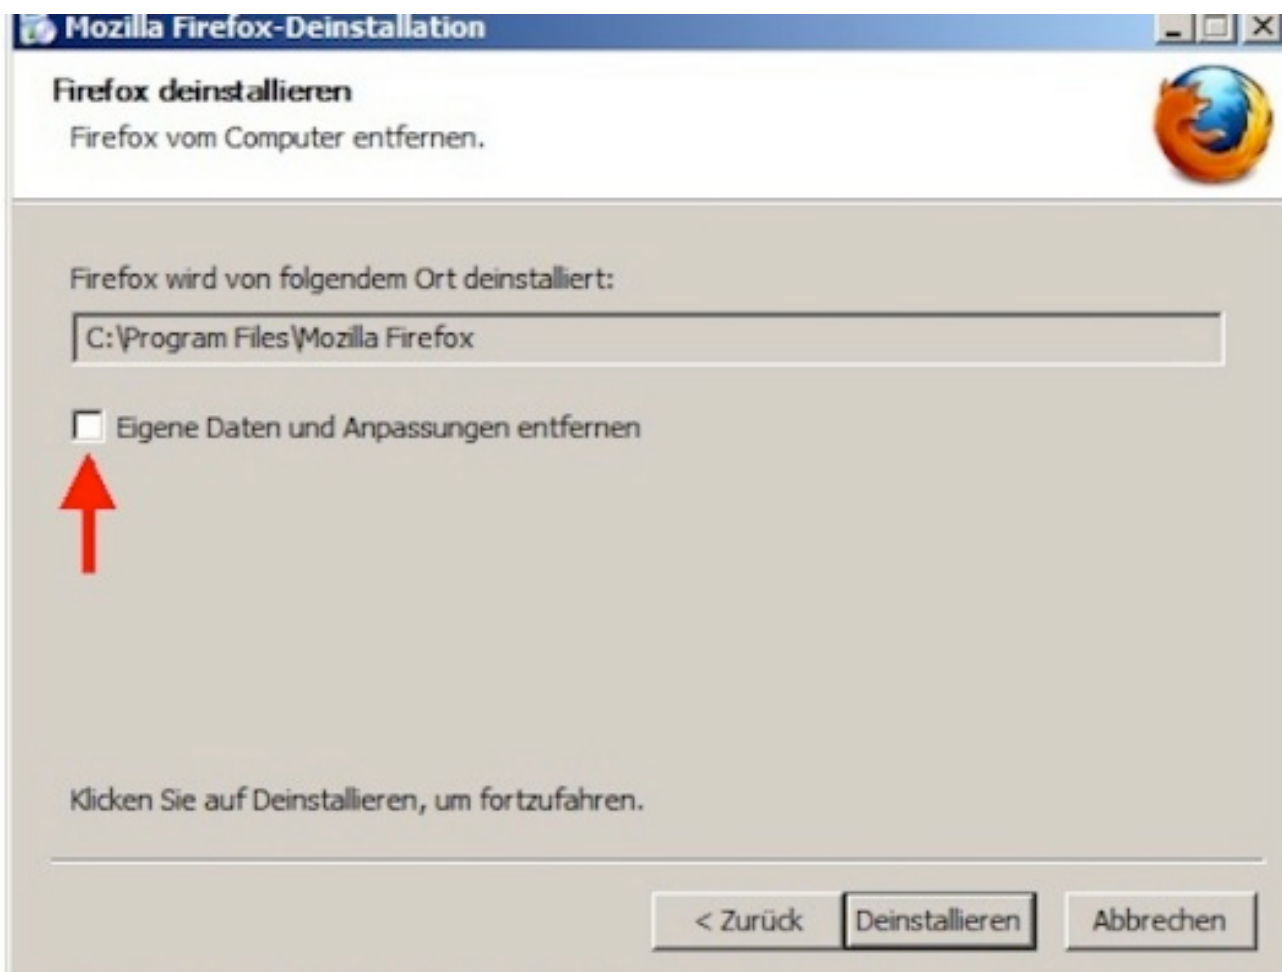 Mozilla Firefox-Deinstallation
Firefox deinstallieren
Firefox vom Computer entfernen.
Firefox wird von folgendem Ort deinstalliert:
C:\Program Files\Mozilla Firefox
Eigene Daten und Anpassungen entfernen
Klicken Sie auf Deinstallieren, um fortzufahren.
< Zurück Deinstallieren Abbrechen